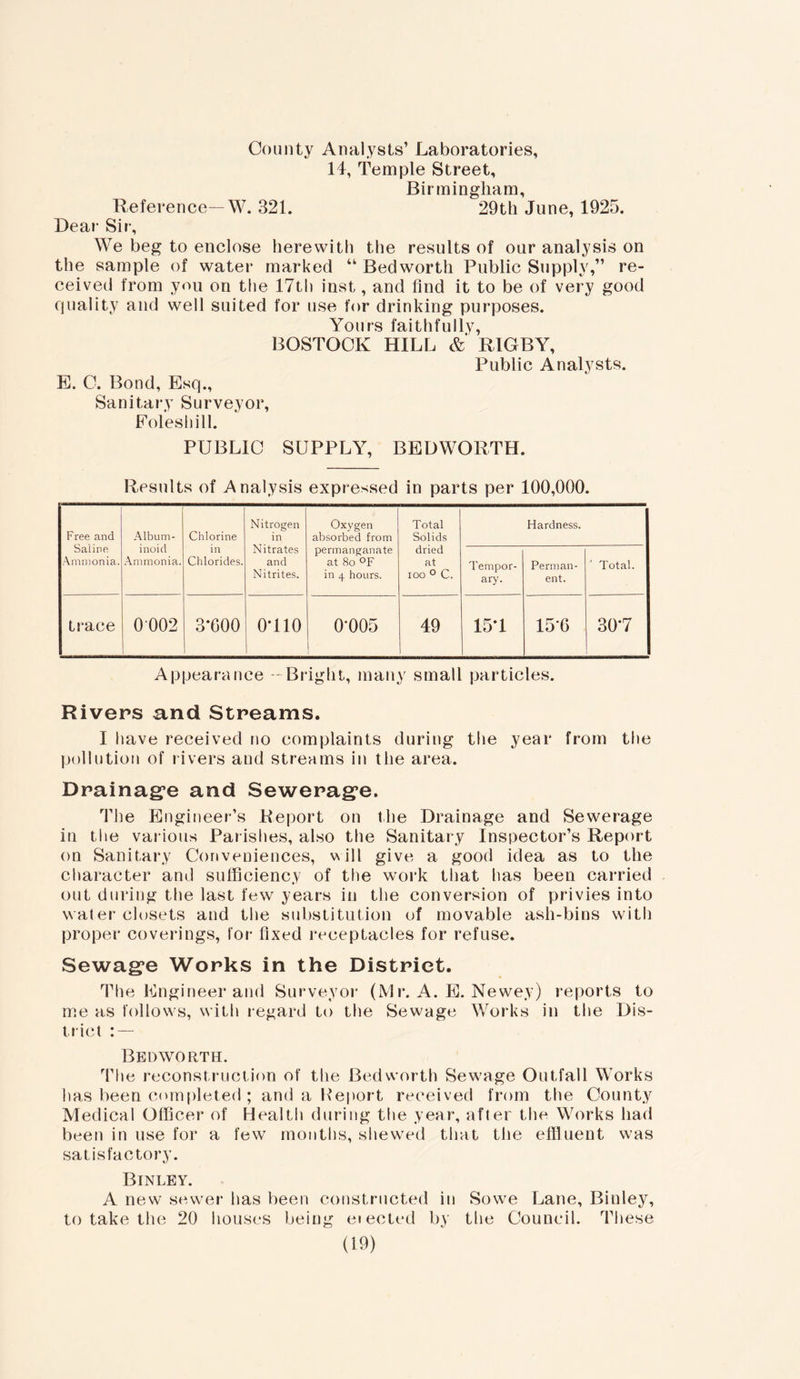 County Analysts' Laboratories,
14, Temple Street,
Birmingham,
Reference—W. 321. 29th June, 1925.
Dear Sir,
We beg to enclose herewith the results of our analysis on
the sample of water marked “ Bedworth Public Supply,” re-
ceived from you on the 17th inst, and find it to be of very good
quality and well suited for use for drinking purposes.
Yours faithfully,
BOSTOCK HILL & RIGBY,
Public Analysts.
E. C. Bond, Esq.,
Sanitary Surveyor,
Foleshill.
PUBLIC SUPPLY, BEDWORTH.
Results of Analysis expressed in parts per 100,000.
Free and Saline Ammonia. | Album- inoid Ammonia. | Chlorine in Chlorides. | Nitrogen in Nitrates and Nitrites. | Oxygen absorbed from permanganate at 80 °F in 4 hours. | Total Solids dried at 100 ° C. | Hardness.
Tempor- ary. | Perman- ent. | Total.
trace | 0·002 | 3·600 | 0·110 | 0·005 | 49 | 15·1 | 15·6 | 30·7
Appearance—Bright, many small particles.
Rivers and Streams.
I have received no complaints during the year from the
pollution of rivers and streams in the area.
Drainage and Sewerage.
The Engineer's Report on the Drainage and Sewerage
in the various Parishes, also the Sanitary Inspector's Report
on Sanitary Conveniences, will give a good idea as to the
character and sufficiency of the work that has been carried
out during the last few years in the conversion of privies into
water closets and the substitution of movable ash-bins with
proper coverings, for fixed receptacles for refuse.
Sewage Works in the District.
The Engineer and Surveyor (Mr. A. E. Newey) reports to
me as follows, with regard to the Sewage Works in the Dis-
trict :—
BEDWORTH.
The reconstruction of the Bedworth Sewage Outfall Works
has been completed ; and a Report received from the County
Medical Officer of Health during the year, after the Works had
been in use for a few months, shewed that the effluent was
satisfactory.
BINLEY.
A new sewer has been constructed in Sowe Lane, Binley,
to take the 20 houses being erected by the Council. These
(19)